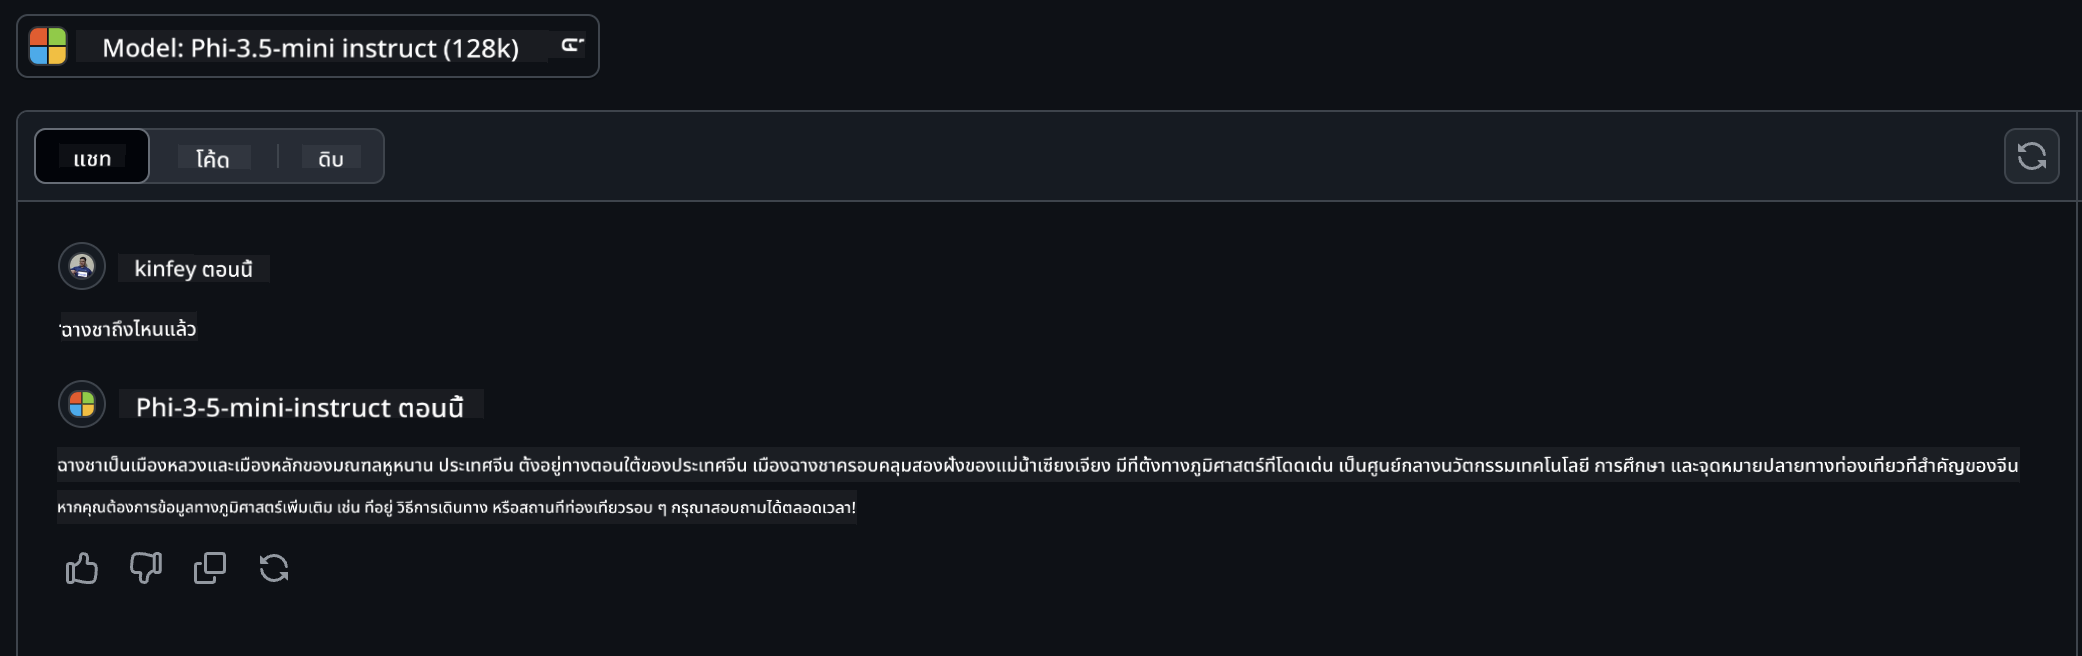 Model: Phi-3.5-mini instruct (128k)
แชท
โค้ด
ดิบ
kinfey ตอนนี้
ฉางชาถึงไหนแล้ว
Phi-3-5-mini-instruct ตอนนี้
ฉางชาเป็นเมืองหลวงและเมืองหลักของมณฑลหูหนาน ประเทศจีน ตั้งอยู่ทางตอนใต้ของประเทศจีน เมืองฉางชาครอบคลุมสองฝั่งของแม่น้ำเซียงเจียง มีที่ตั้งทางภูมิศาสตร์ที่โดดเด่น เป็นศูนย์กลางนวัตกรรมเทคโนโลยี การศึกษา และจุดหมายปลายทางท่องเที่ยวที่สำคัญของจีน
หากคุณต้องการข้อมูลทางภูมิศาสตร์เพิ่มเติม เช่น ที่อยู่ วิธีการเดินทาง หรือสถานที่ท่องเที่ยวรอบ ๆ กรุณาสอบถามได้ตลอดเวลา!